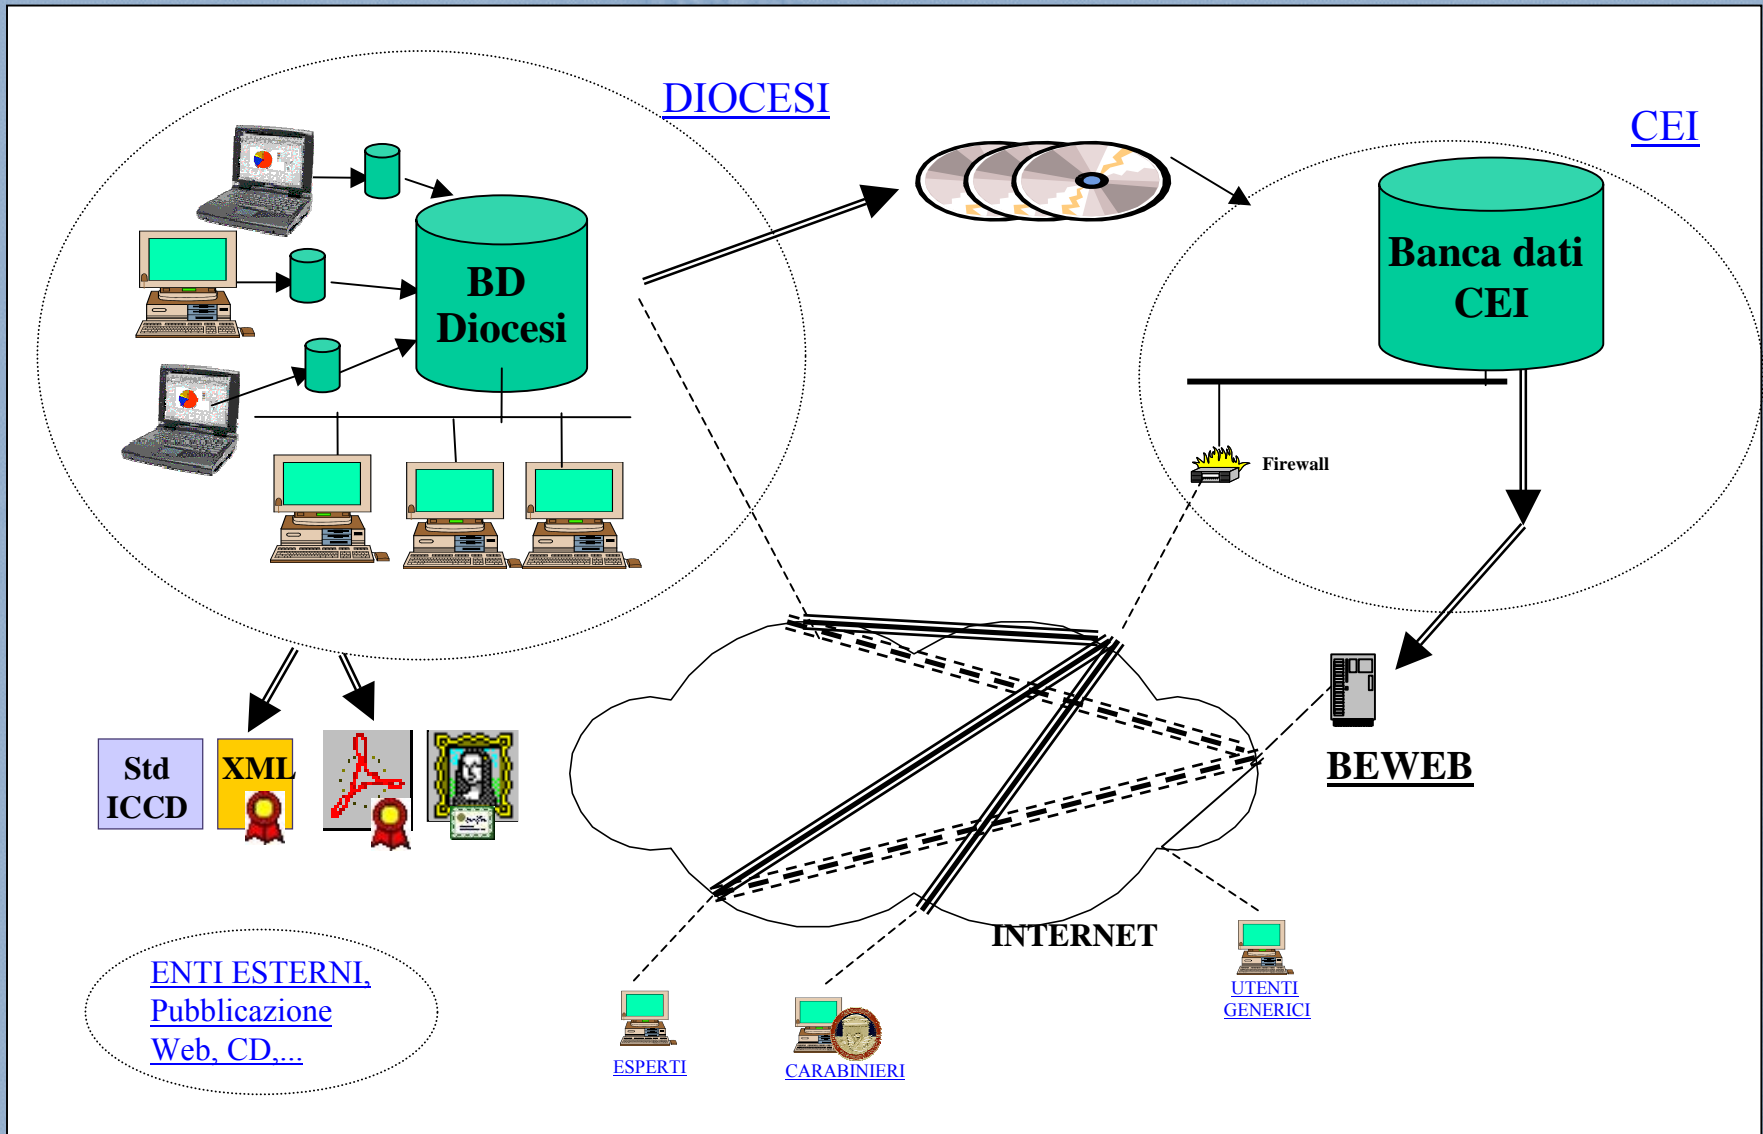 DIOCESI
CEI
BD
Diocesi
Banca dati
CEI
Firewall
Std
ICCD
XML
BEWEB
INTERNET
ENTI ESTERNI,
Pubblicazione
Web, CD,...
ESPERTI
CARABINIERI
UTENTI
GENERICI